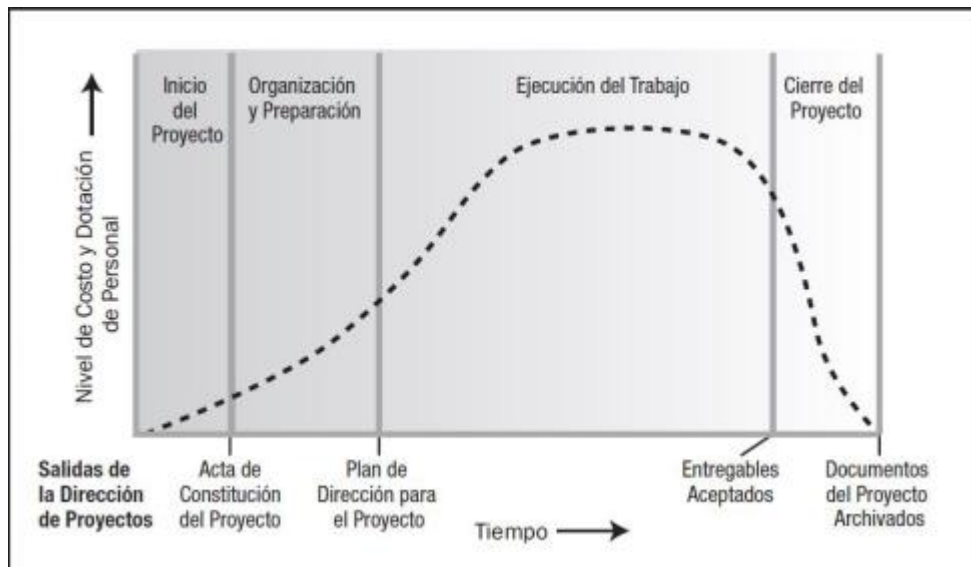 Inicio
del
Proyecto
Organización
y Preparación
Ejecución del Trabajo
Cierre del
Proyecto
Nivel de Costo y Dotación
de Personal
Salidas de
la Dirección
de Proyectos
Acta de
Constitución
del Proyecto
Plan de
Dirección para
el Proyecto
Entregables
Aceptados
Documentos
del Proyecto
Archivados
Tiempo